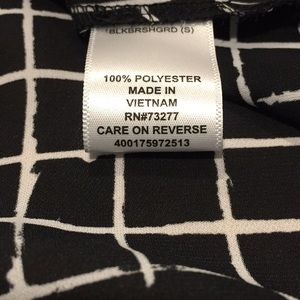 BLKBRSHGRD (S)
100% POLYESTER
MADE IN
VIETNAM
RN#73277
CARE ON REVERSE
400175972513